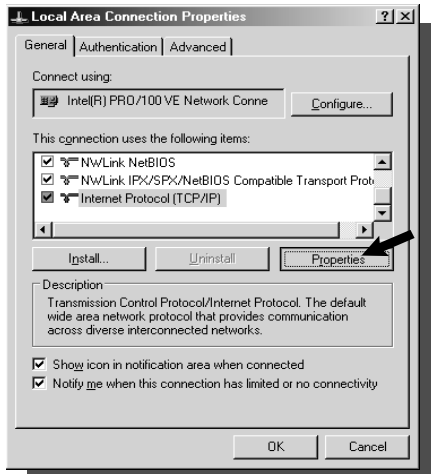 Local Area Connection Properties
General Authentication Advanced
Connect using:
Intel(R) PRO/100 VE Network Conne Configure...
This connection uses the following items:
NWLink NetBIOS
NWLink IPX/SPX/NetBIOS Compatible Transport Prot
Internet Protocol (TCP/IP)
Install... Uninstall Properties
Description
Transmission Control Protocol/Internet Protocol. The default
wide area network protocol that provides communication
across diverse interconnected networks.
Show icon in notification area when connected
Notify me when this connection has limited or no connectivity
OK Cancel